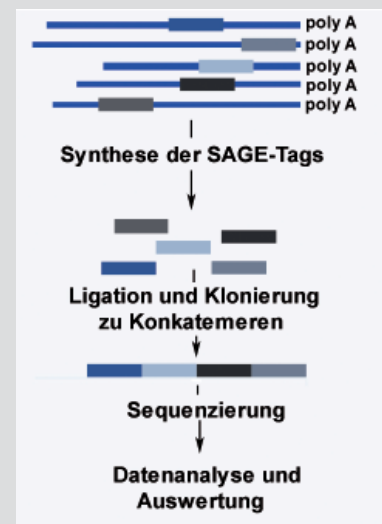 poly A
poly A
poly A
poly A
poly A
Synthese der SAGE-Tags
Ligation und Klonierung
zu Konkatemeren
Sequenzierung
Datenanalyse und
Auswertung